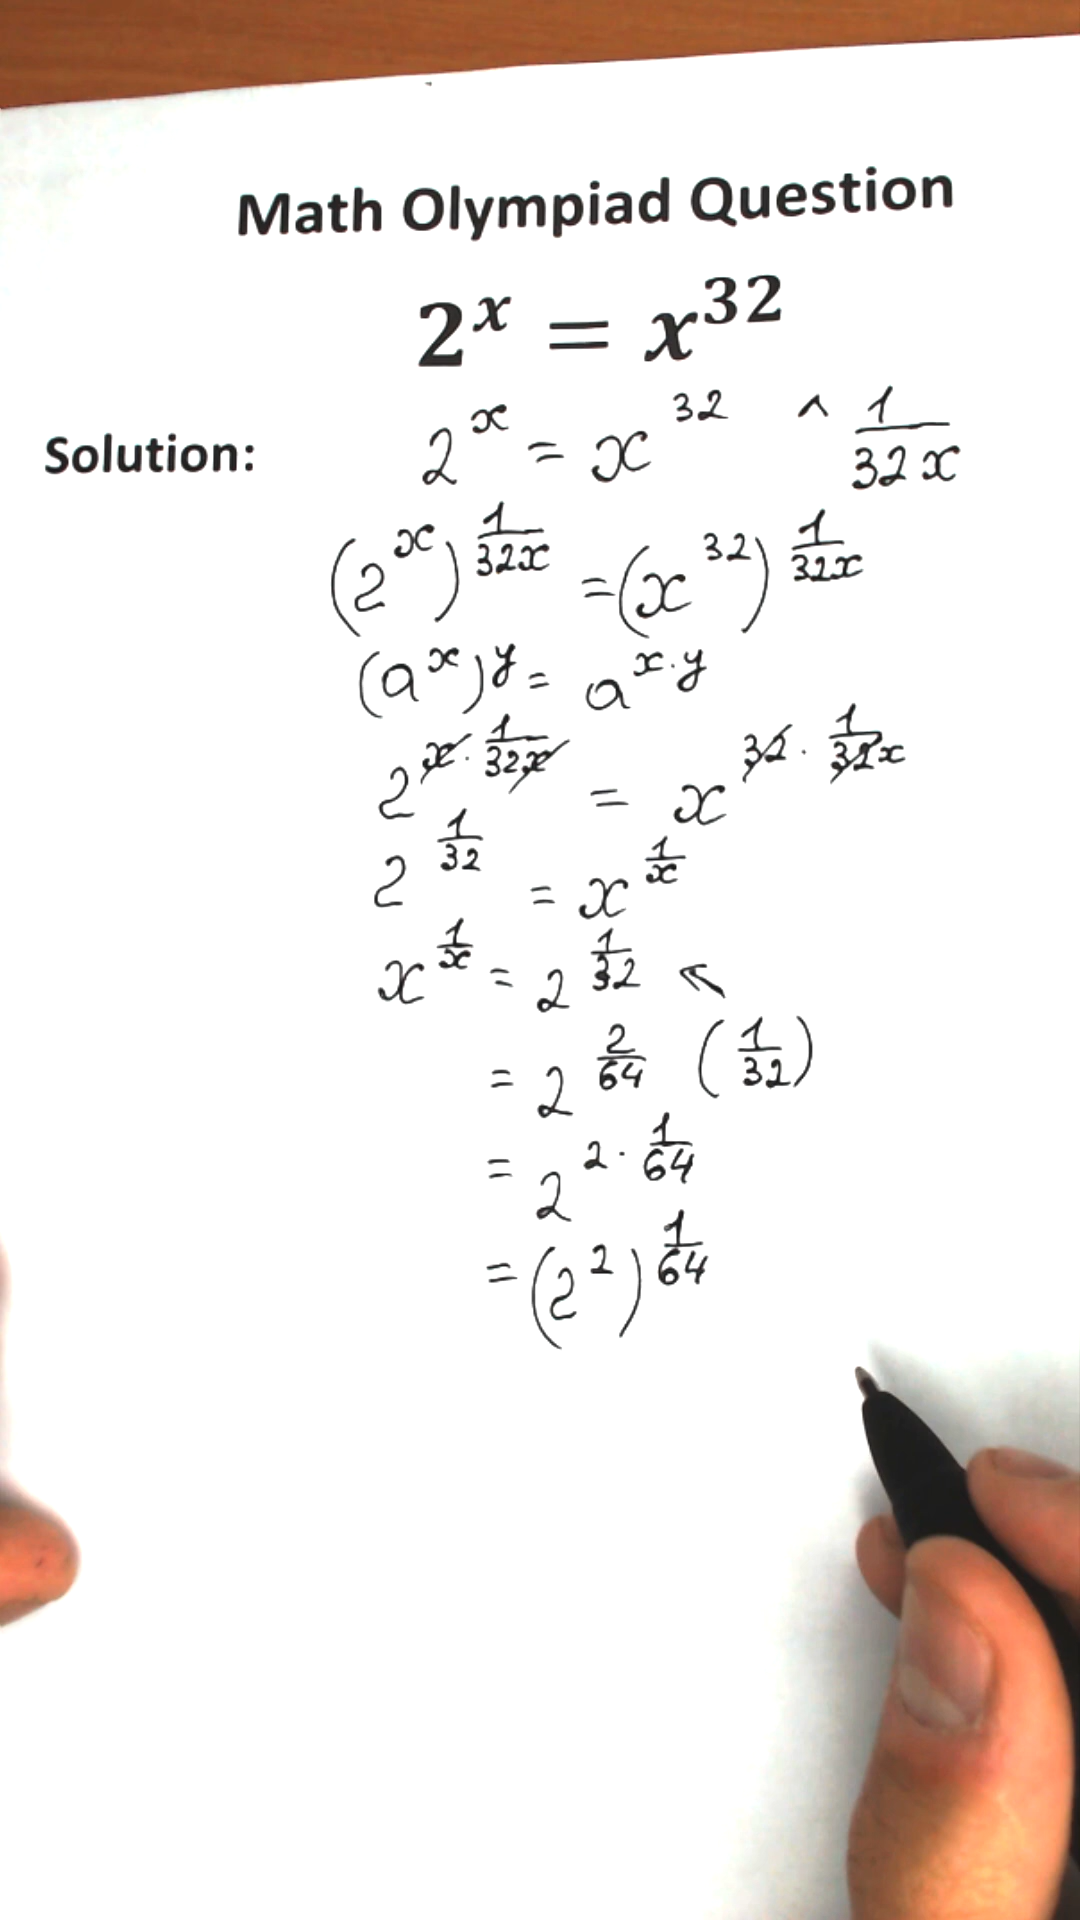 Math Olympiad Question
2^x = x^32
Solution: 2^x = x^32 ^ 1/32x
(2^x)^(1/32x) = (x^32)^(1/32x)
(a^x)^y = a^(x·y)
2^(x·1/32x) = x^(32·1/32x)
2^(1/32) = x^(1/x)
x^(1/x) = 2^(1/32) ↖
= 2^(2/64) (1/32)
= 2^(2·1/64)
= (2^2)^(1/64)